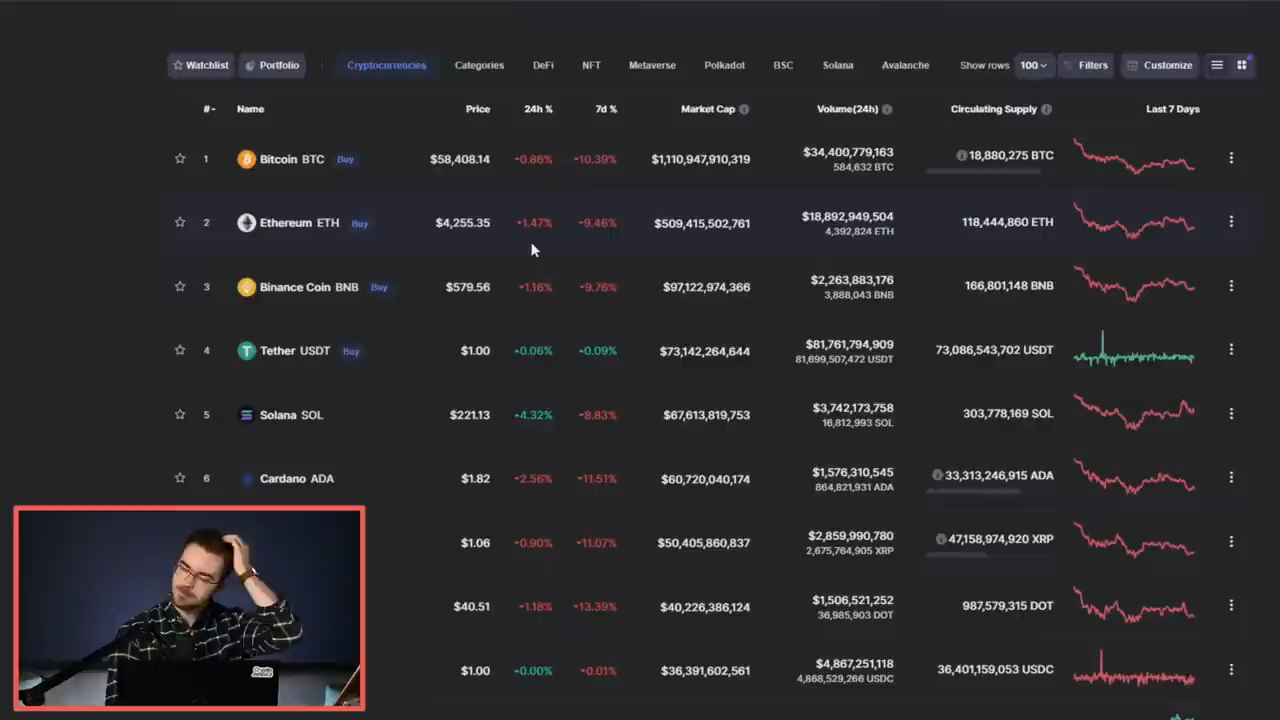 Watchlist Portfolio Cryptocurrencies Categories DeFi NFT Metaverse Polkadot BSC Solana Avalanche Show rows 100 Filters Customize
# Name Price 24h % 7d % Market Cap Volume(24h) Circulating Supply Last 7 Days
1 Bitcoin BTC Buy $58,408.14 0.86% 10.39% $1,110,947,910,319 $34,400,779,163 18,880,275 BTC
584,632 BTC
2 Ethereum ETH Buy $4,255.35 1.47% 9.46% $509,415,502,761 $18,892,949,504 118,444,860 ETH
4,392,824 ETH
3 Binance Coin BNB Buy $579.56 1.16% 9.76% $97,122,974,366 $2,263,883,176 166,801,148 BNB
3,888,043 BNB
4 Tether USDT Buy $1.00 0.06% 0.09% $73,142,264,644 $81,761,794,909 73,086,543,702 USDT
81,699,507,472 USDT
5 Solana SOL $221.13 4.32% 8.83% $67,613,819,753 $3,742,173,758 303,778,169 SOL
16,812,993 SOL
6 Cardano ADA $1.82 2.56% 11.51% $60,720,040,174 $1,576,310,545 33,313,246,915 ADA
864,821,931 ADA
$1.06 0.90% 11.07% $50,405,860,837 $2,859,990,780 47,158,974,920 XRP
2,675,764,905 XRP
$40.51 1.18% 13.39% $40,226,386,124 $1,506,521,252 987,579,315 DOT
36,985,903 DOT
$1.00 0.00% 0.01% $36,391,602,561 $4,867,251,118 36,401,159,053 USDC
4,868,529,266 USDC